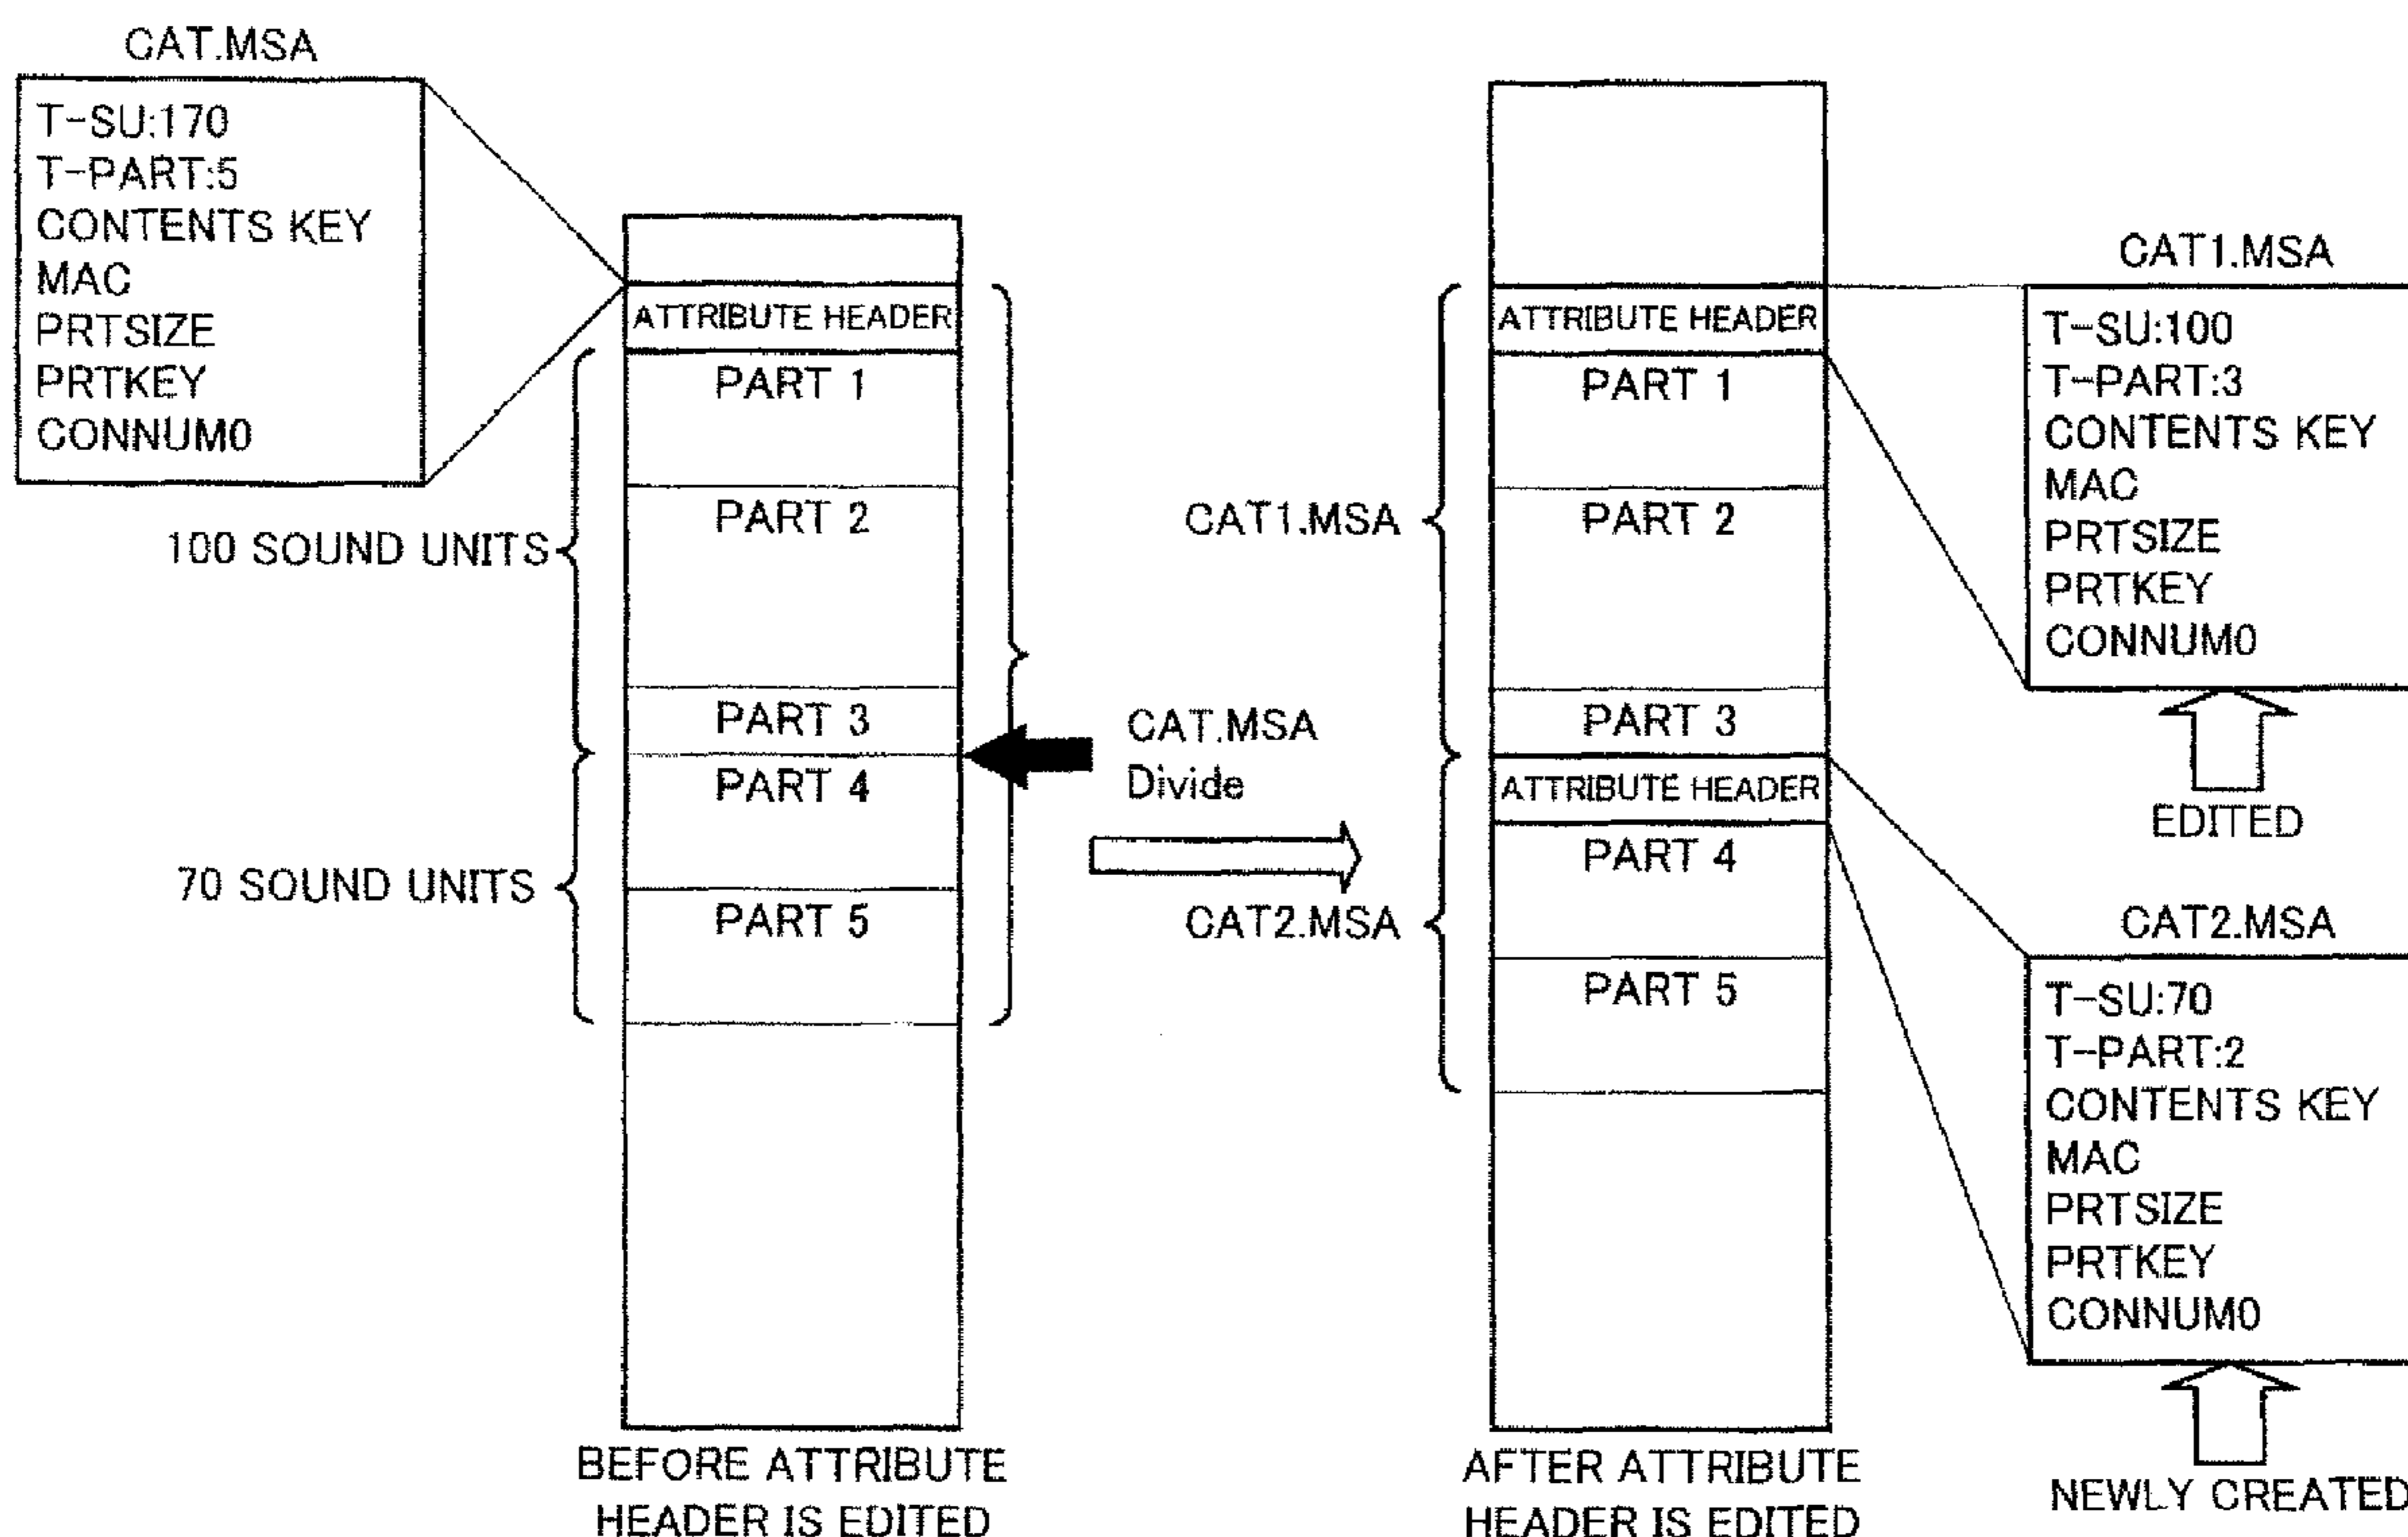 CAT.MSA
T-SU:170
T-PART:5
CONTENTS KEY
MAC
PRTSIZE
PRTKEY
CONNUM0
100 SOUND UNITS
70 SOUND UNITS
ATTRIBUTE HEADER
PART 1
PART 2
PART 3
PART 4
PART 5
BEFORE ATTRIBUTE
HEADER IS EDITED
CAT.MSA
Divide
CAT1.MSA
CAT2.MSA
ATTRIBUTE HEADER
PART 1
PART 2
PART 3
ATTRIBUTE HEADER
PART 4
PART 5
AFTER ATTRIBUTE
HEADER IS EDITED
CAT1.MSA
T-SU:100
T-PART:3
CONTENTS KEY
MAC
PRTSIZE
PRTKEY
CONNUM0
EDITED
CAT2.MSA
T-SU:70
T-PART:2
CONTENTS KEY
MAC
PRTSIZE
PRTKEY
CONNUM0
NEWLY CREATED